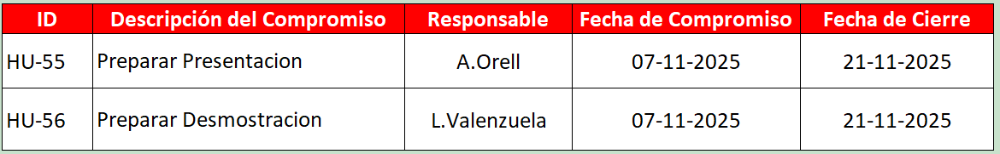 ID Descripción del Compromiso Responsable Fecha de Compromiso Fecha de Cierre
HU-55 Preparar Presentacion A.Orell 07-11-2025 21-11-2025
HU-56 Preparar Desmostracion L.Valenzuela 07-11-2025 21-11-2025